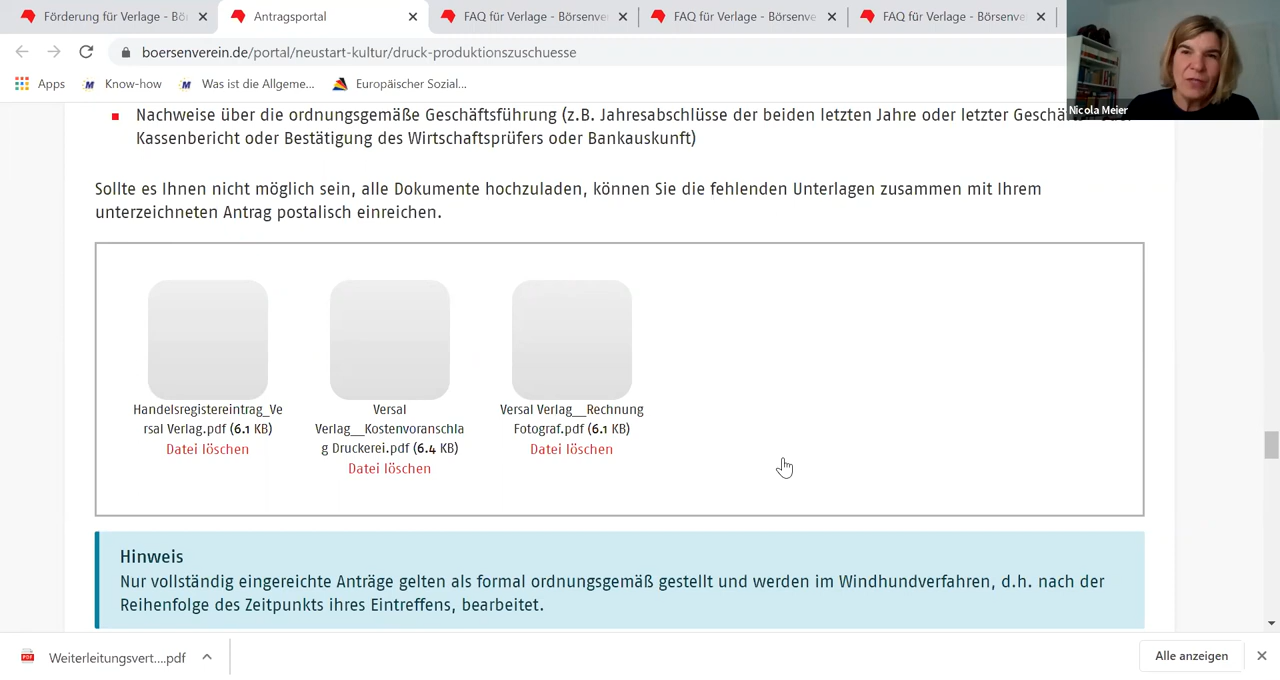 Förderung für Verlage - Bö
Antragsportal
FAQ für Verlage - Börsenve
FAQ für Verlage - Börsenve
FAQ für Verlage - Börsenve
boersenverein.de/portal/neustart-kultur/druck-produktionszuschuesse
Apps
Know-how
Was ist die Allgeme...
Europäischer Sozial...
Nicola Meier
Nachweise über die ordnungsgemäße Geschäftsführung (z.B. Jahresabschlüsse der beiden letzten Jahre oder letzter
Kassenbericht oder Bestätigung des Wirtschaftsprüfers oder Bankauskunft)
Sollte es Ihnen nicht möglich sein, alle Dokumente hochzuladen, können Sie die fehlenden Unterlagen zusammen mit Ihrem
unterzeichneten Antrag postalisch einreichen.
Handelsregistereintrag_Ve
rsal Verlag.pdf (6.1 KB)
Datei löschen
Versal
Verlag__Kostenvoranschla
g Druckerei.pdf (6.4 KB)
Datei löschen
Versal Verlag__Rechnung
Fotograf.pdf (6.1 KB)
Datei löschen
Hinweis
Nur vollständig eingereichte Anträge gelten als formal ordnungsgemäß gestellt und werden im Windhundverfahren, d.h. nach der
Reihenfolge des Zeitpunkts ihres Eintreffens, bearbeitet.
Weiterleitungsvert....pdf
Alle anzeigen